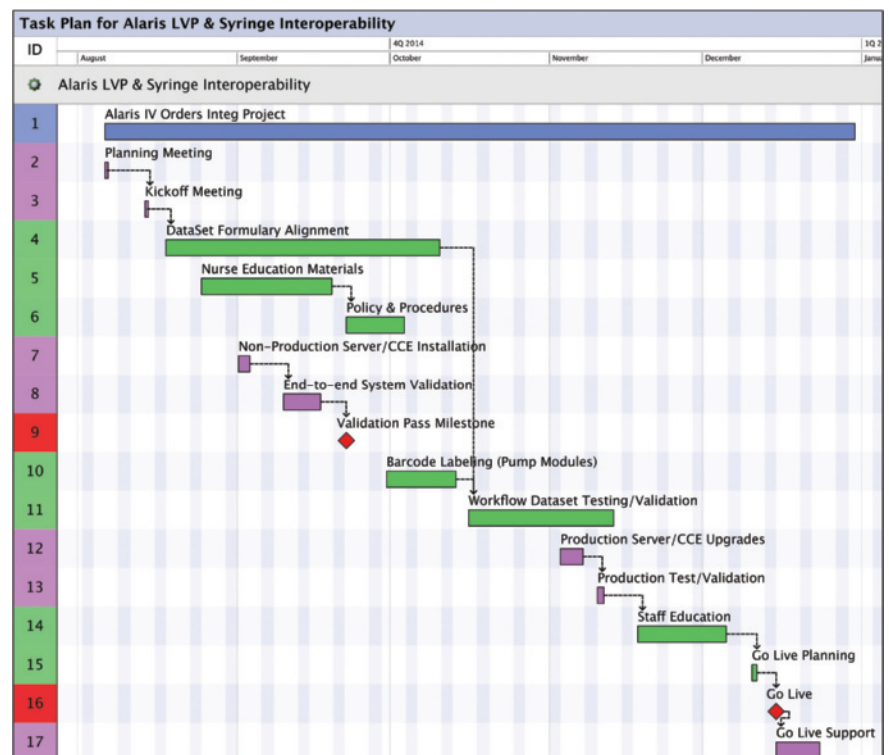 Task Plan for Alaris LVP & Syringe Interoperability
ID
4Q 2014
1Q 2
August
September
October
November
December
Janua
Alaris LVP & Syringe Interoperability
1
Alaris IV Orders Integ Project
2
Planning Meeting
3
Kickoff Meeting
4
DataSet Formulary Alignment
5
Nurse Education Materials
6
Policy & Procedures
7
Non-Production Server/CCE Installation
8
End-to-end System Validation
9
Validation Pass Milestone
10
Barcode Labeling (Pump Modules)
11
Workflow Dataset Testing/Validation
12
Production Server/CCE Upgrades
13
Production Test/Validation
14
Staff Education
15
Go Live Planning
16
Go Live
17
Go Live Support